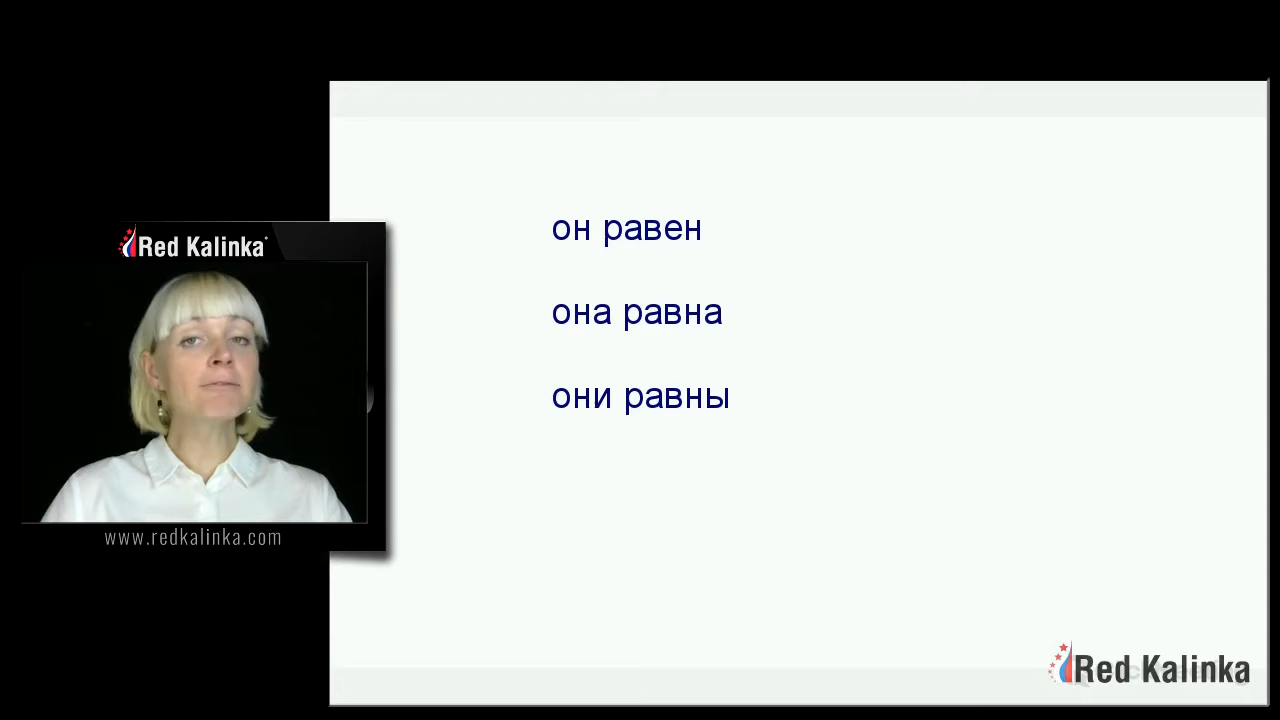 Red Kalinka
www.redkalinka.com
он равен
она равна
они равны
Red Kalinka